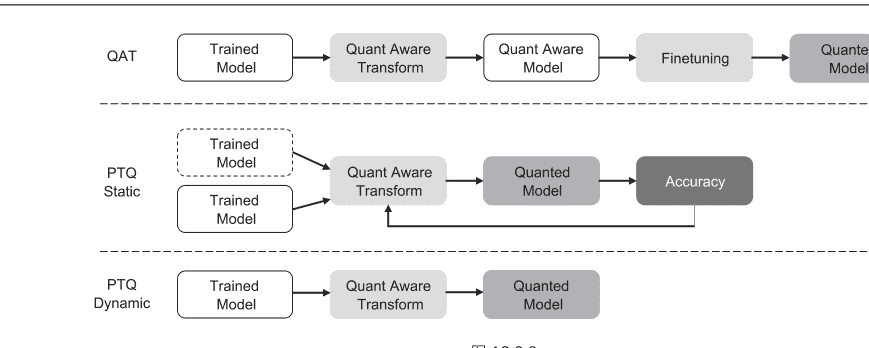 QAT
Trained
Model
Quant Aware
Transform
Quant Aware
Model
Finetuning
Model
PTQ
Static
Trained
Model
Trained
Model
Quant Aware
Transform
Quanted
Model
Accuracy
PTQ
Dynamic
Trained
Model
Quant Aware
Transform
Quanted
Model